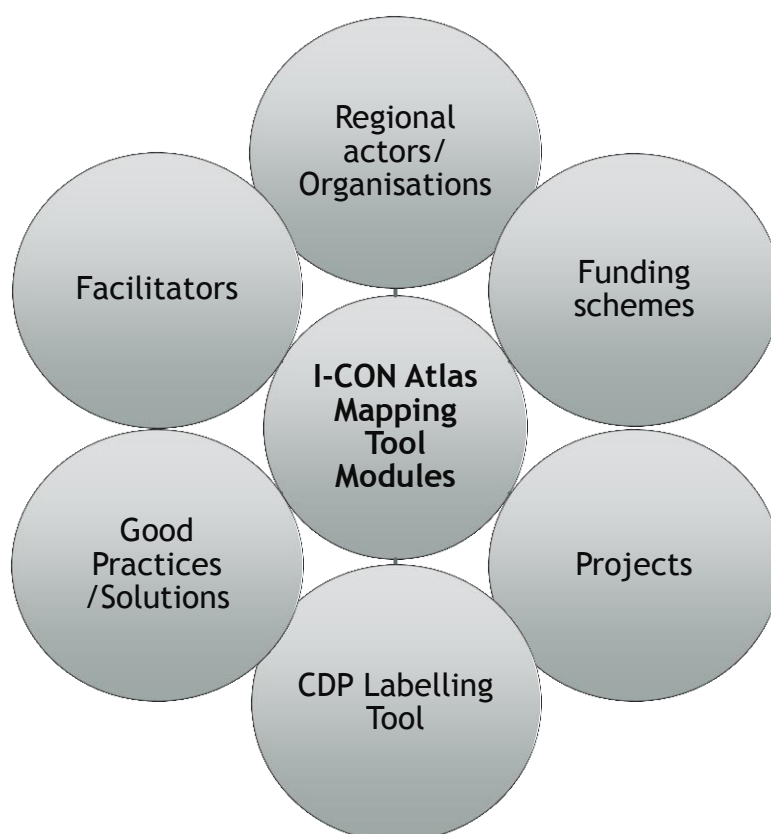 Regional
actors/
Organisations
Facilitators
Funding
schemes
I-CON Atlas
Mapping
Tool
Modules
Good
Practices
/Solutions
Projects
CDP Labelling
Tool